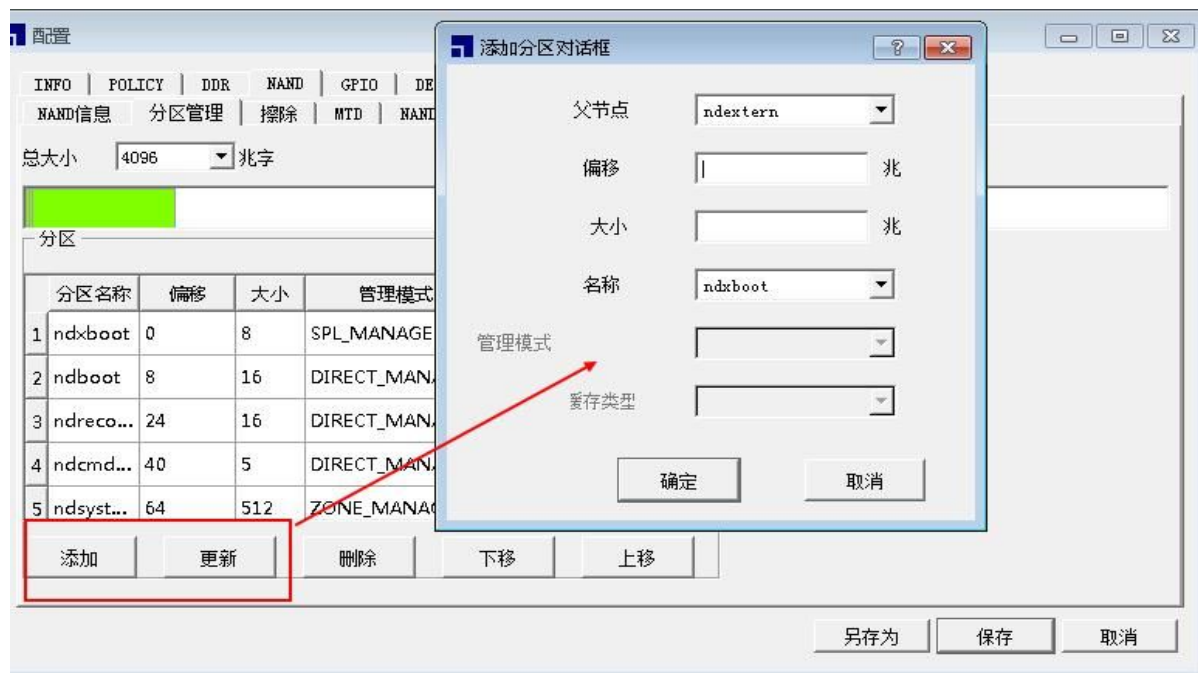 配置
INFO POLICY DDR NAND GPIO DE
NAND信息 分区管理 擦除 MTD NAND
总大小 4096 兆字
分区
分区名称 偏移 大小 管理模式
1 ndxboot 0 8 SPL_MANAGE
2 ndboot 8 16 DIRECT_MANA
3 ndreco... 24 16 DIRECT_MANA
4 ndcmd... 40 5 DIRECT_MANA
5 ndsyst... 64 512 ZONE_MANAG
添加 更新 删除 下移 上移
另存为 保存 取消
添加分区对话框
父节点 ndextern
偏移 兆
大小 兆
名称 ndxboot
管理模式
缓存类型
确定 取消